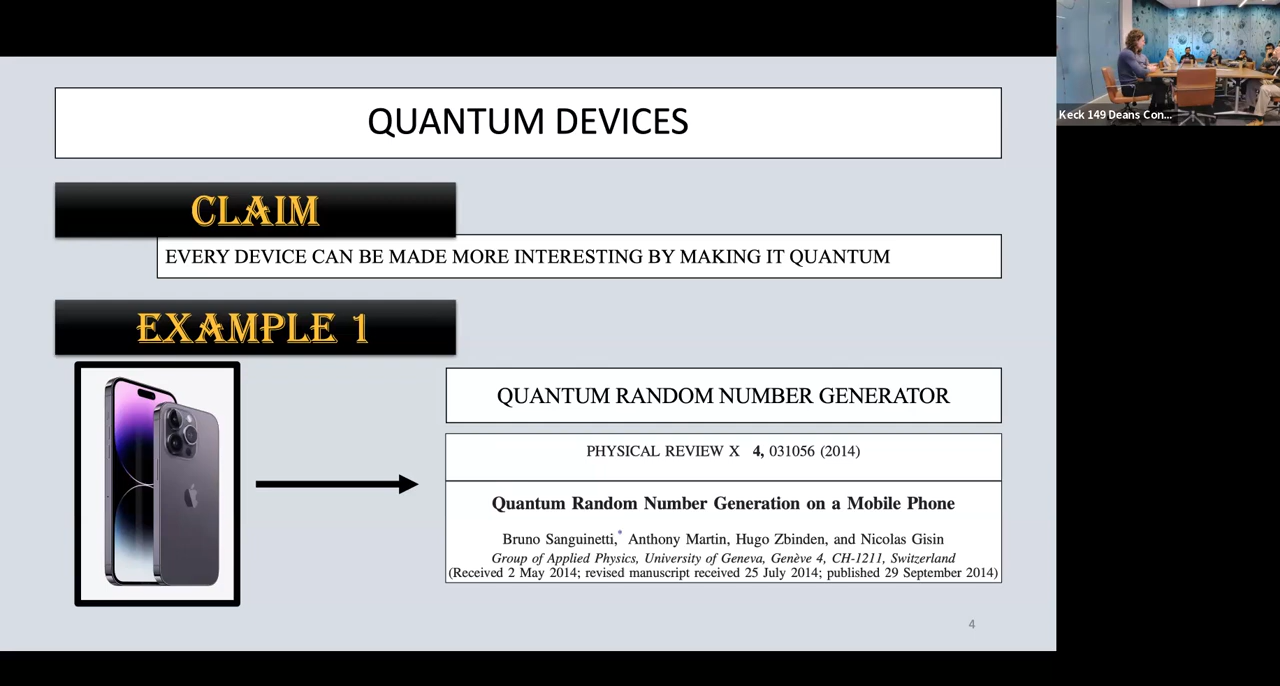 QUANTUM DEVICES
CLAIM
EVERY DEVICE CAN BE MADE MORE INTERESTING BY MAKING IT QUANTUM
EXAMPLE 1
QUANTUM RANDOM NUMBER GENERATOR
PHYSICAL REVIEW X 4, 031056 (2014)
Quantum Random Number Generation on a Mobile Phone
Bruno Sanguinetti,* Anthony Martin, Hugo Zbinden, and Nicolas Gisin
Group of Applied Physics, University of Geneva, Genève 4, CH-1211, Switzerland
(Received 2 May 2014; revised manuscript received 25 July 2014; published 29 September 2014)
4
Keck 149 Deans Con...